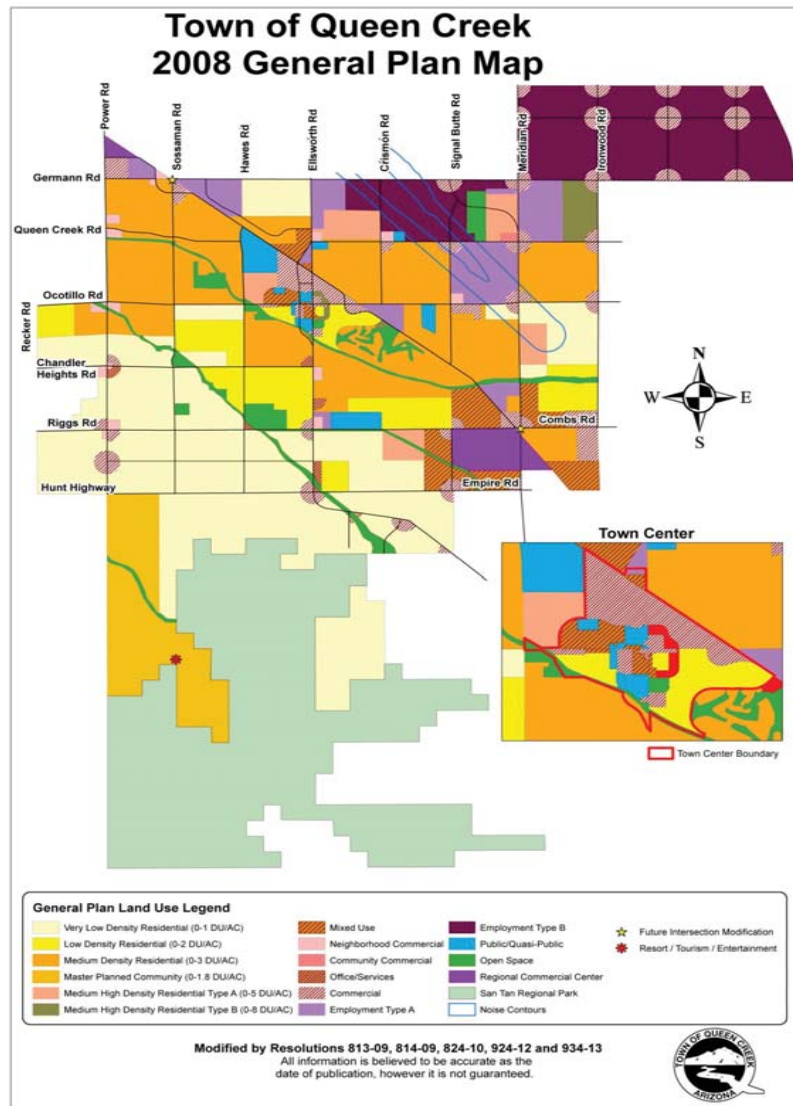 Town of Queen Creek
2008 General Plan Map
Power Rd
Sossaman Rd
Hawes Rd
Ellsworth Rd
Crismon Rd
Signal Butte Rd
Meridian Rd
Ironwood Rd
Germann Rd
Queen Creek Rd
Ocotillo Rd
Recker Rd
Chandler
Heights Rd
Riggs Rd
Combs Rd
Hunt Highway
Empire Rd
N
W
E
S
Town Center
Town Center Boundary
General Plan Land Use Legend
Very Low Density Residential (0-1 DU/AC)
Low Density Residential (0-2 DU/AC)
Medium Density Residential (0-3 DU/AC)
Master Planned Community (0-1.8 DU/AC)
Medium High Density Residential Type A (0-5 DU/AC)
Medium High Density Residential Type B (0-8 DU/AC)
Mixed Use
Neighborhood Commercial
Community Commercial
Office/Services
Commercial
Employment Type A
Employment Type B
Public/Quasi-Public
Open Space
Regional Commercial Center
San Tan Regional Park
Noise Contours
Future Intersection Modification
Resort / Tourism / Entertainment
Modified by Resolutions 813-09, 814-09, 824-10, 924-12 and 934-13
All information is believed to be accurate as the
date of publication, however it is not guaranteed.
TOWN OF QUEEN CREEK
ARIZONA